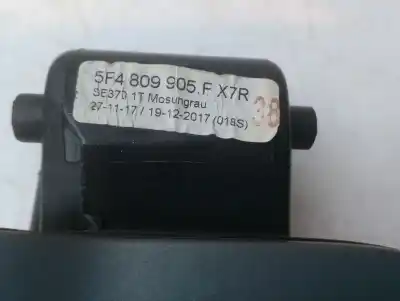 5F4 809 905.F X7R
SE370 1T Mosungrau
27-11-17 / 19-12-2017 (018S)
38